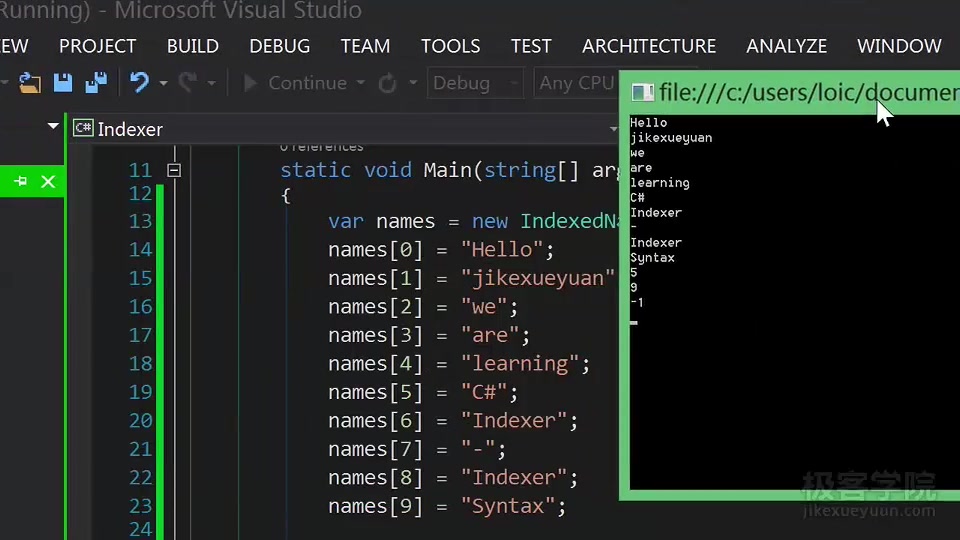 Running) - Microsoft Visual Studio
EW PROJECT BUILD DEBUG TEAM TOOLS TEST ARCHITECTURE ANALYZE WINDOW
Continue Debug Any CPU
file:///c:/users/loic/documen
C# Indexer
0 references
11 static void Main(string[] arg
12 {
13 var names = new IndexedNa
14 names[0] = "Hello";
15 names[1] = "jikexueyuan"
16 names[2] = "we";
17 names[3] = "are";
18 names[4] = "learning";
19 names[5] = "C#";
20 names[6] = "Indexer";
21 names[7] = "-";
22 names[8] = "Indexer";
23 names[9] = "Syntax";
24
Hello
jikexueyuan
we
are
learning
C#
Indexer
-
Indexer
Syntax
5
9
-1
极客学院
jikexueyuan.com